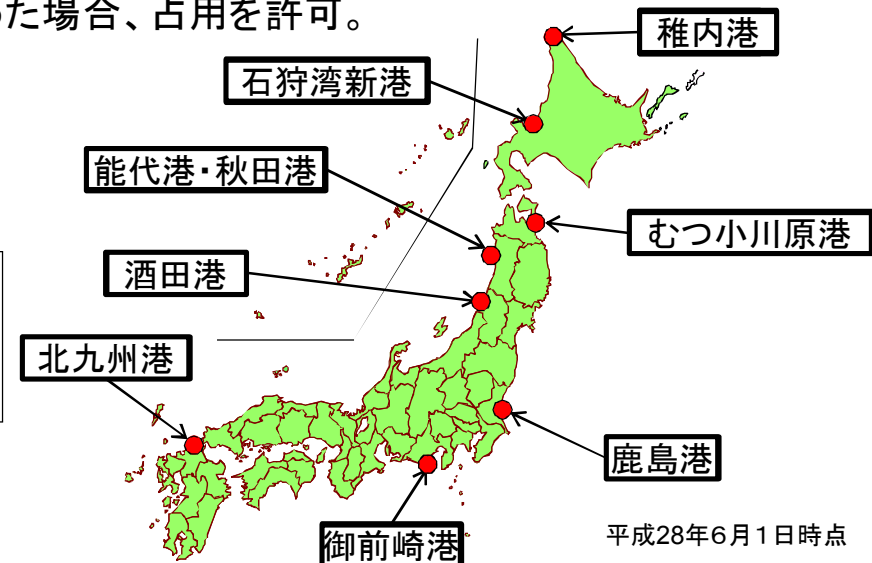 た場合、占用を許可。
稚内港
石狩湾新港
能代港・秋田港
むつ小川原港
酒田港
北九州港
鹿島港
御前崎港
平成28年6月1日時点